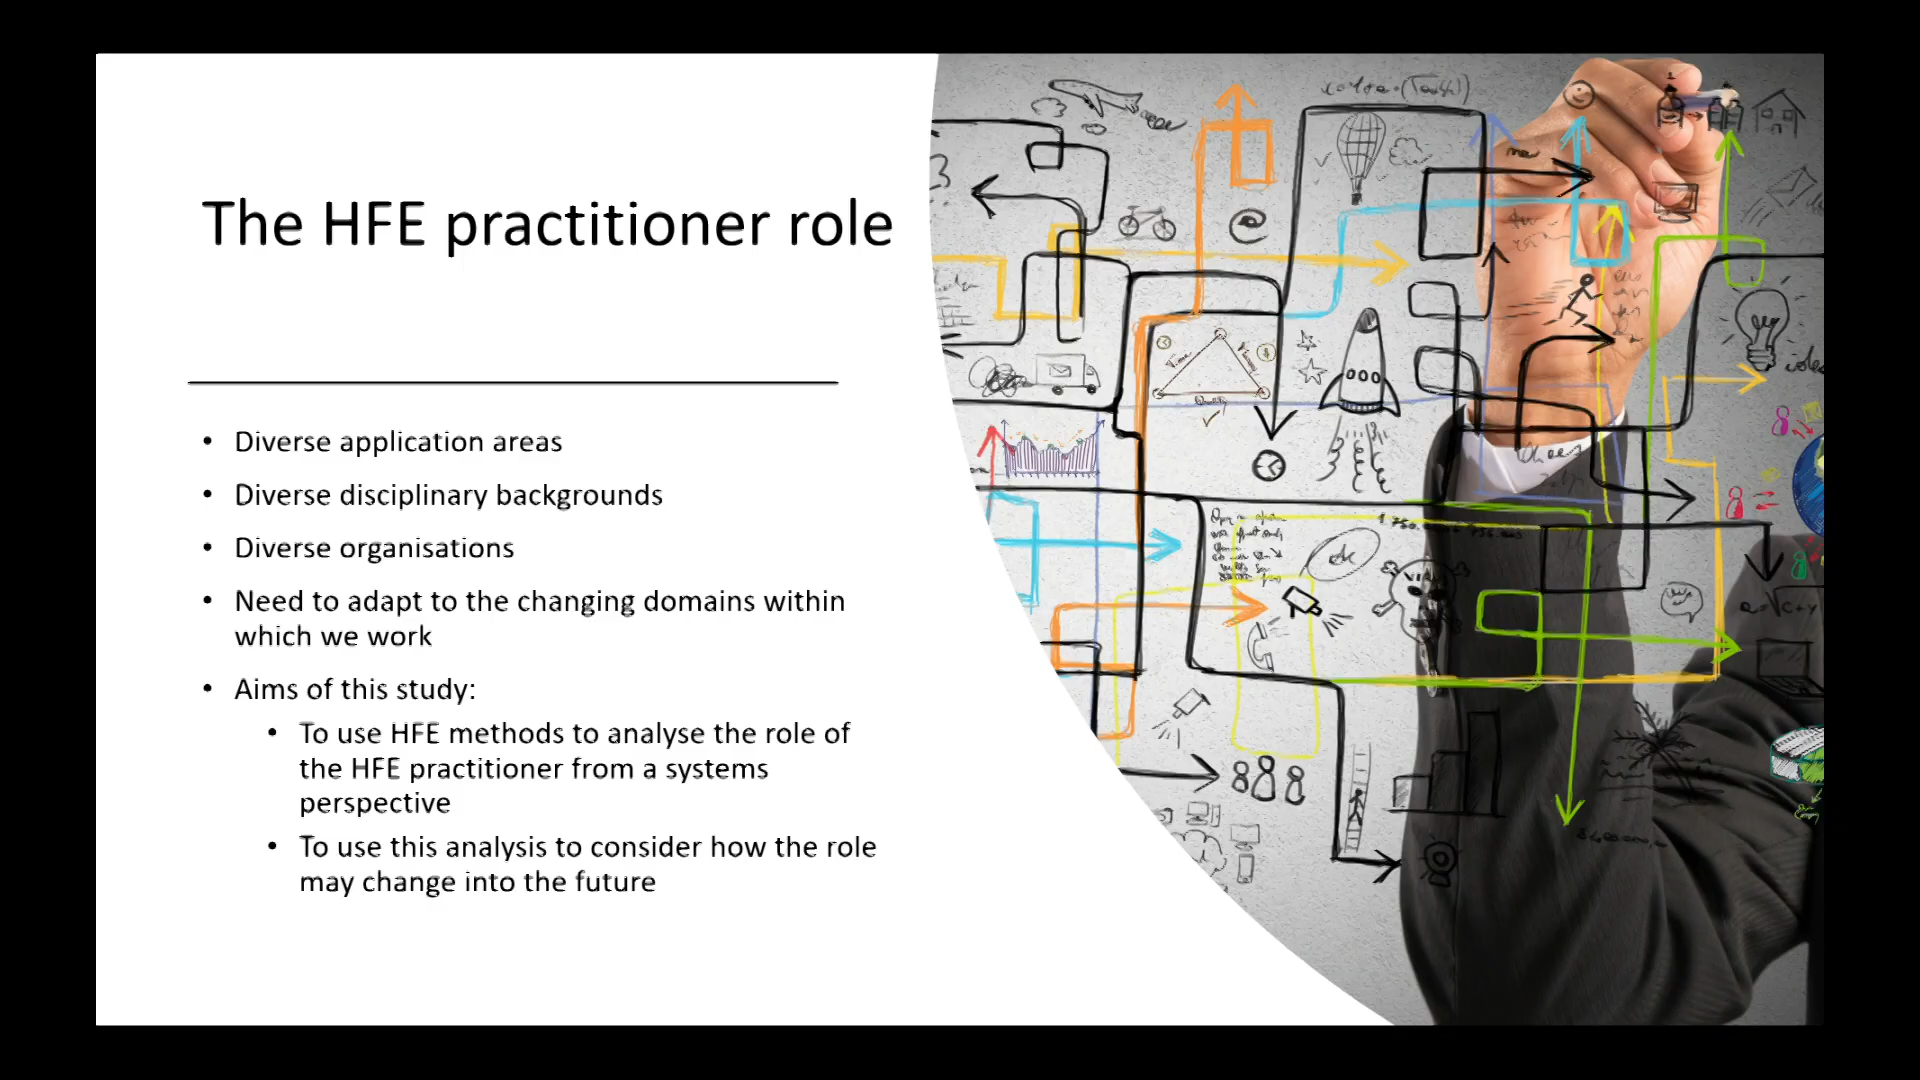 The HFE practitioner role
• Diverse application areas
• Diverse disciplinary backgrounds
• Diverse organisations
• Need to adapt to the changing domains within
which we work
• Aims of this study:
• To use HFE methods to analyse the role of
the HFE practitioner from a systems
perspective
• To use this analysis to consider how the role
may change into the future